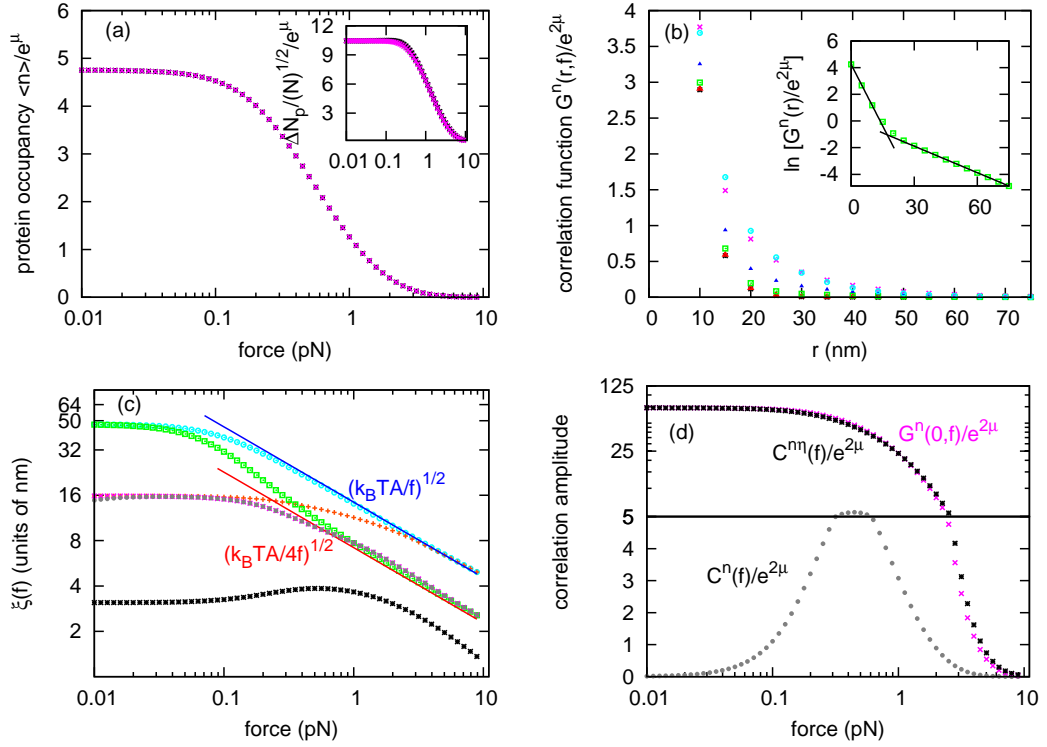 (a)
protein occupancy <n>/e^μ
6
5
4
3
2
1
0
0.01
0.1
1
10
force (pN)
ΔN_p/(N)^{1/2}/e^μ
12
9
6
3
0.01 0.10 1 10
(b)
correlation function G^n(r,f)/e^{2μ}
4
3.5
3
2.5
2
1.5
1
0.5
0
0 10 20 30 40 50 60 70
r (nm)
ln [G^n(r)/e^{2μ}]
6
4
2
0
-2
-4
0 30 60
(c)
ξ(f) (units of nm)
64
50
32
16
8
4
2
0.01 0.1 1 10
force (pN)
(k_BTA/f)^{1/2}
(k_BTA/4f)^{1/2}
(d)
correlation amplitude
125
25
5
5
4
3
2
1
0
0.01 0.1 1 10
force (pN)
G^n(0,f)/e^{2μ}
C^{nη}(f)/e^{2μ}
C^n(f)/e^{2μ}